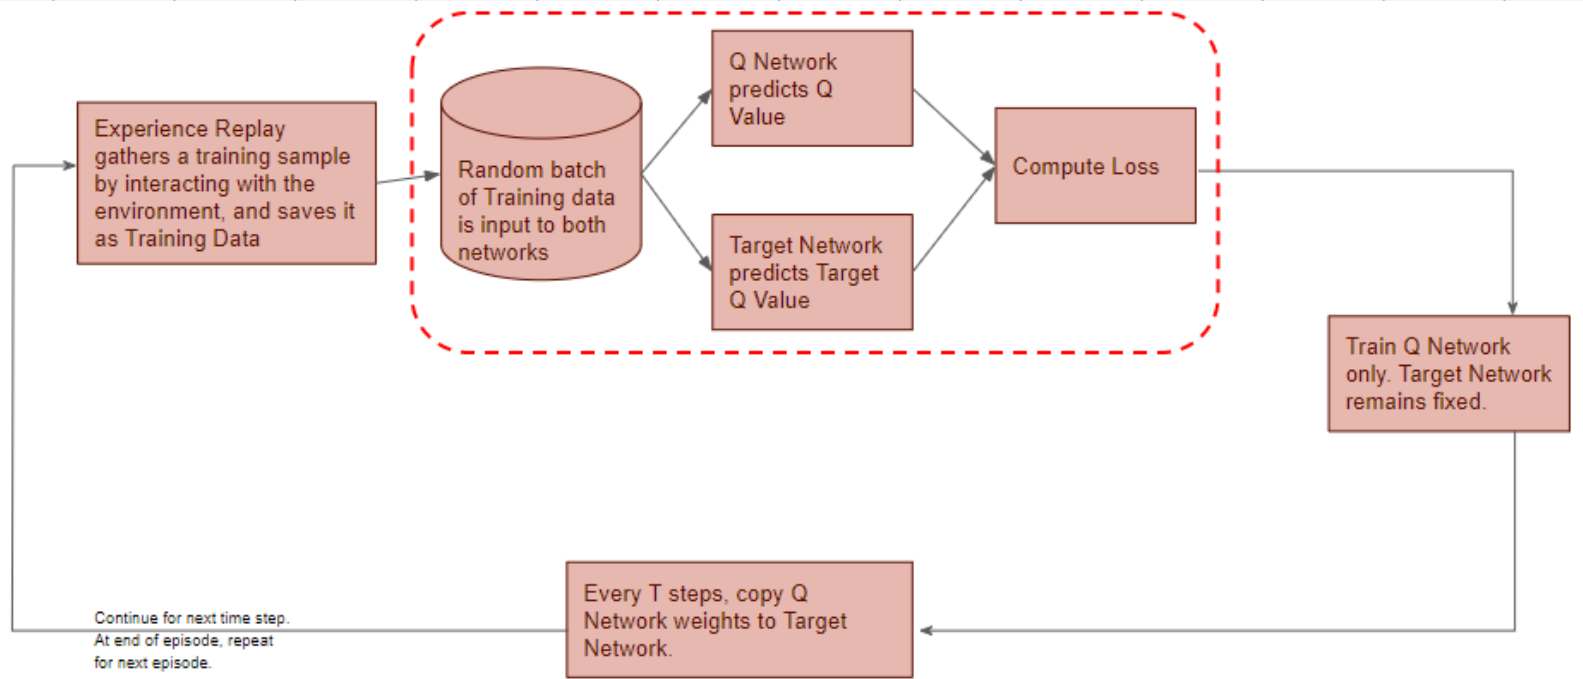 Experience Replay
gathers a training sample
by interacting with the
environment, and saves it
as Training Data
Random batch
of Training data
is input to both
networks
Q Network
predicts Q
Value
Target Network
predicts Target
Q Value
Compute Loss
Train Q Network
only. Target Network
remains fixed.
Every T steps, copy Q
Network weights to Target
Network.
Continue for next time step.
At end of episode, repeat
for next episode.